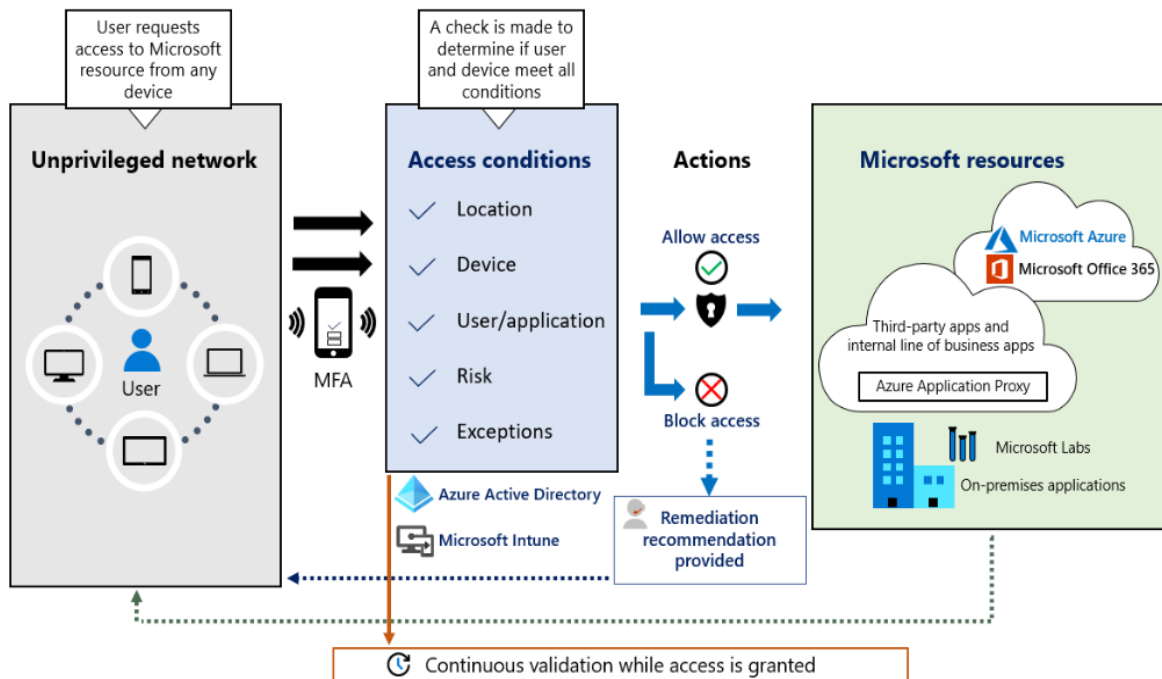 User requests
access to Microsoft
resource from any
device
A check is made to
determine if user
and device meet all
conditions
Unprivileged network
User
MFA
Access conditions
Location
Device
User/application
Risk
Exceptions
Azure Active Directory
Microsoft Intune
Actions
Allow access
Block access
Remediation
recommendation
provided
Microsoft resources
Microsoft Azure
Microsoft Office 365
Third-party apps and
internal line of business apps
Azure Application Proxy
Microsoft Labs
On-premises applications
Continuous validation while access is granted